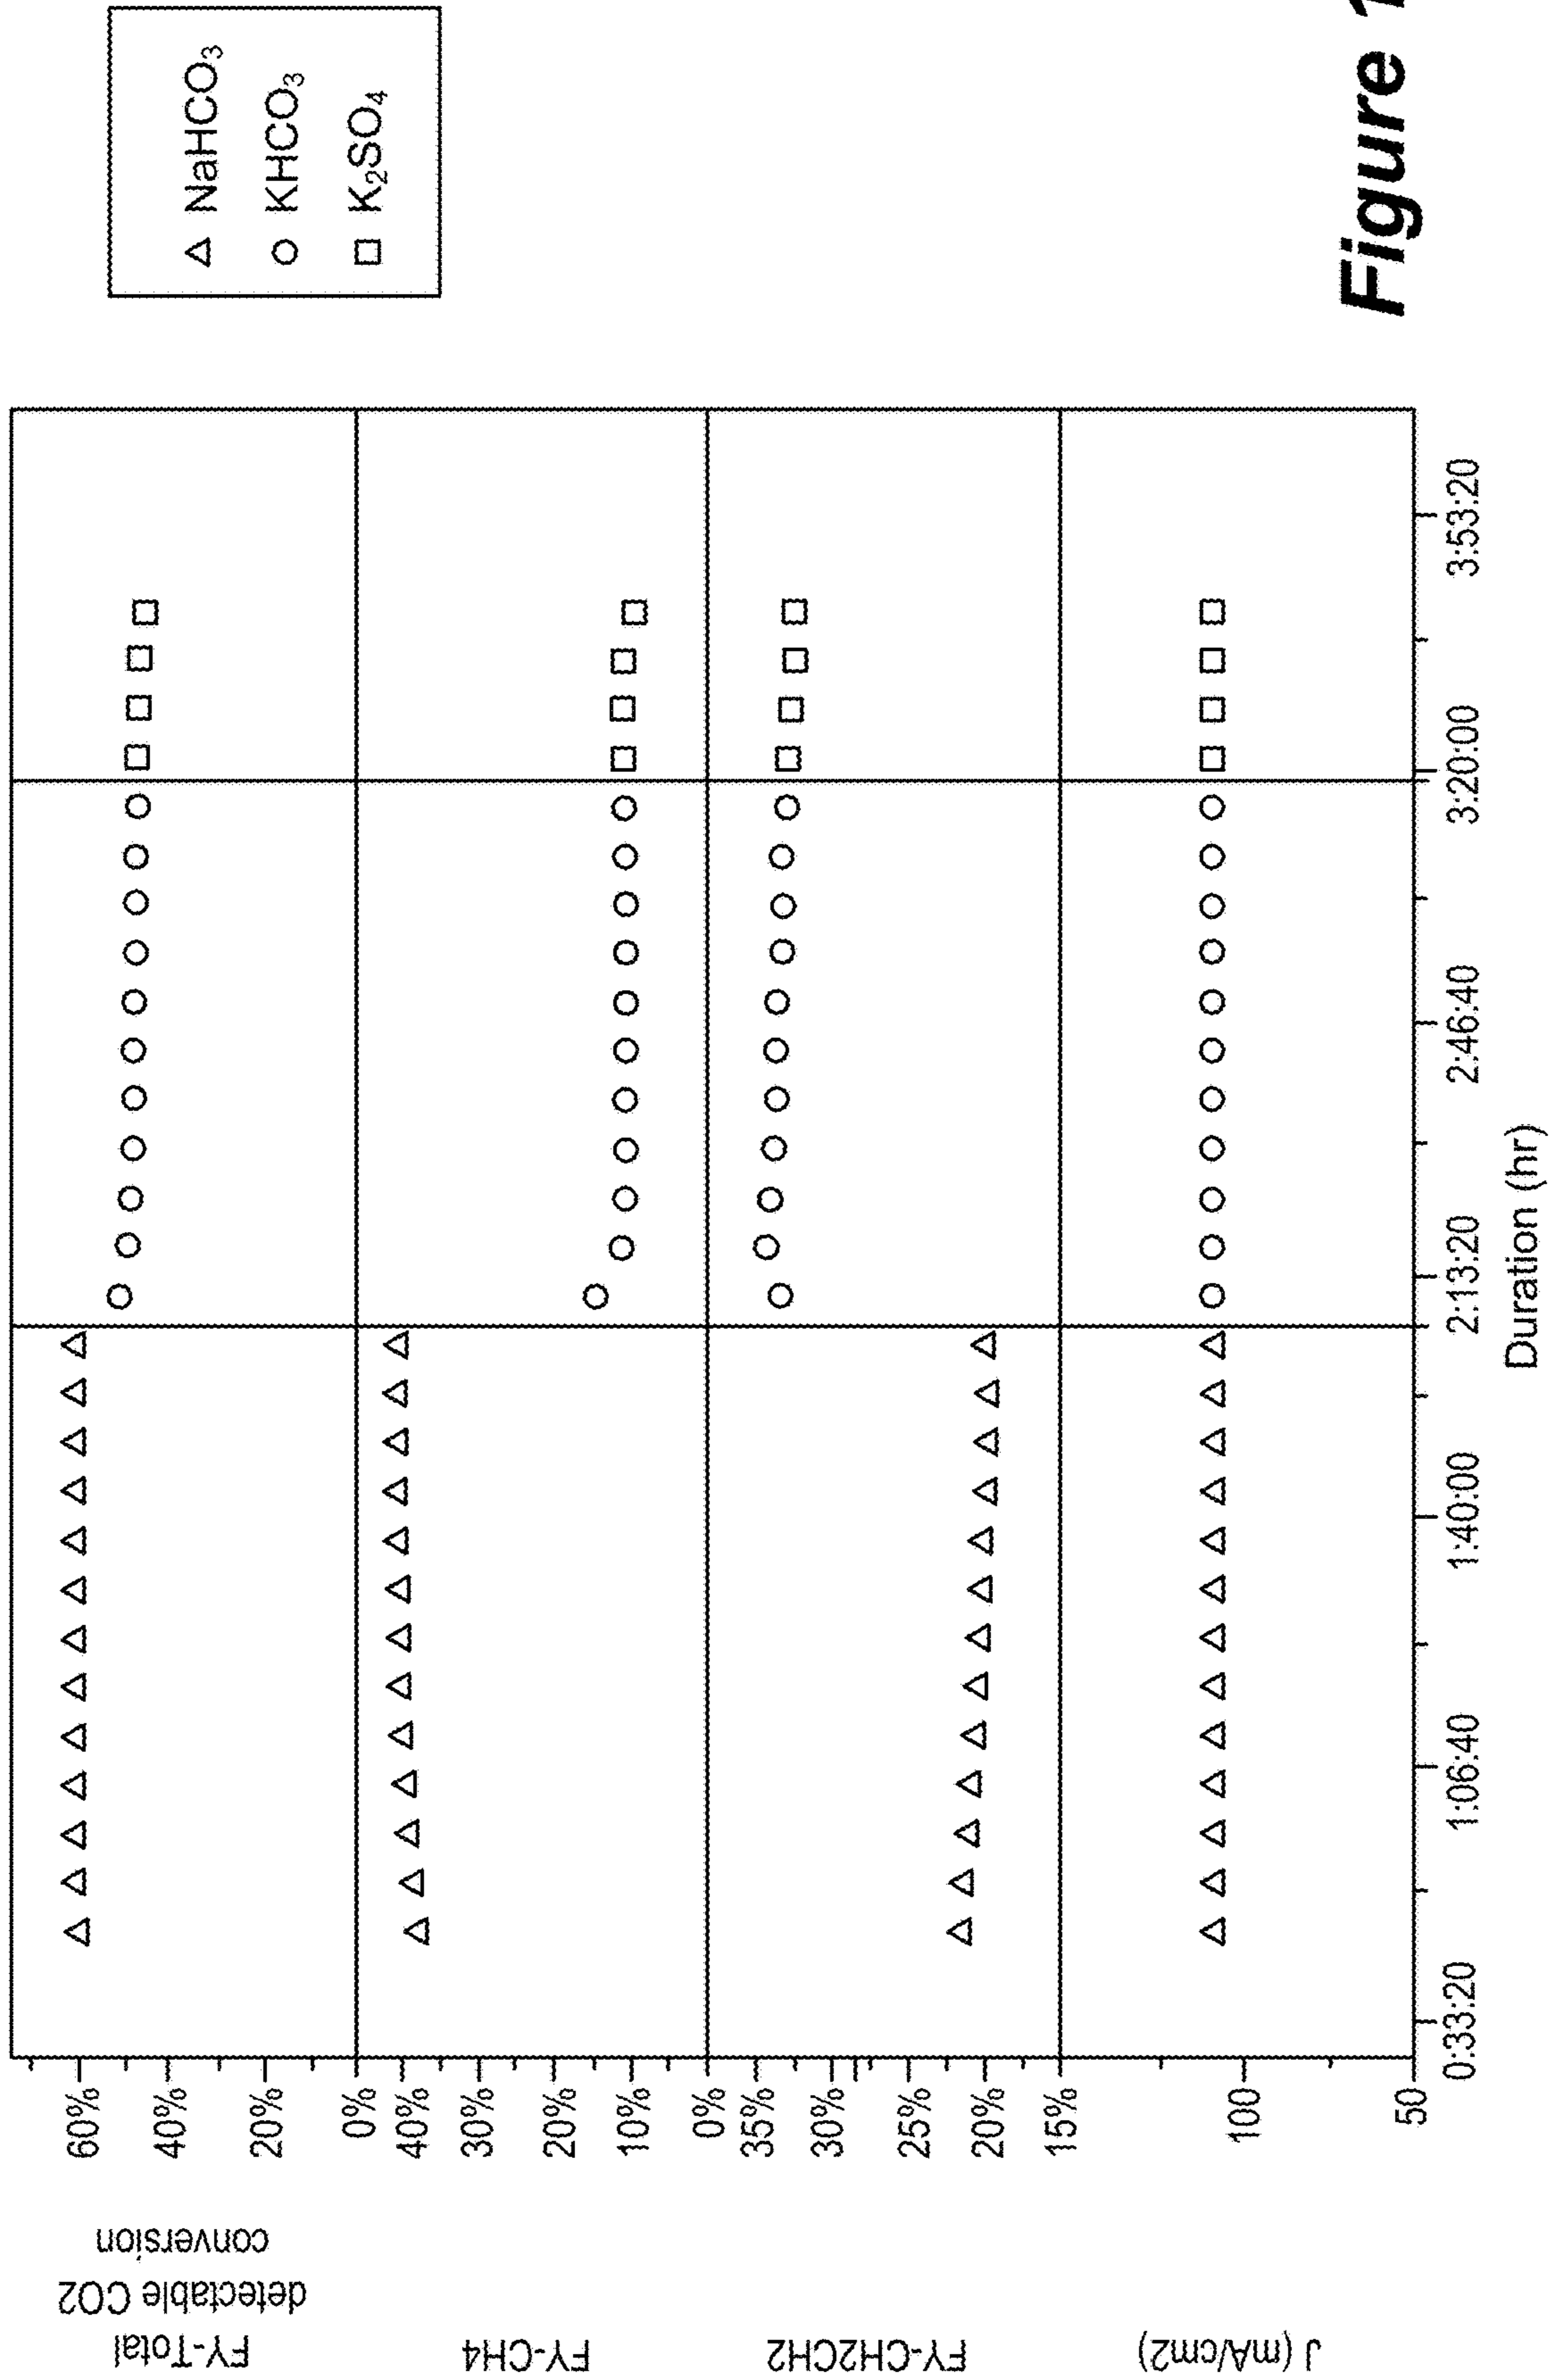 FY-Total
detectable CO2
conversion
60%
40%
20%
0%
FY-CH4
40%
30%
20%
10%
0%
FY-CH2CH2
35%
30%
25%
20%
15%
J (mA/cm2)
100
50
0:33:20
1:06:40
1:40:00
2:13:20
2:46:40
3:20:00
3:53:20
Duration (hr)
NaHCO₃
KHCO₃
K₂SO₄
Figure